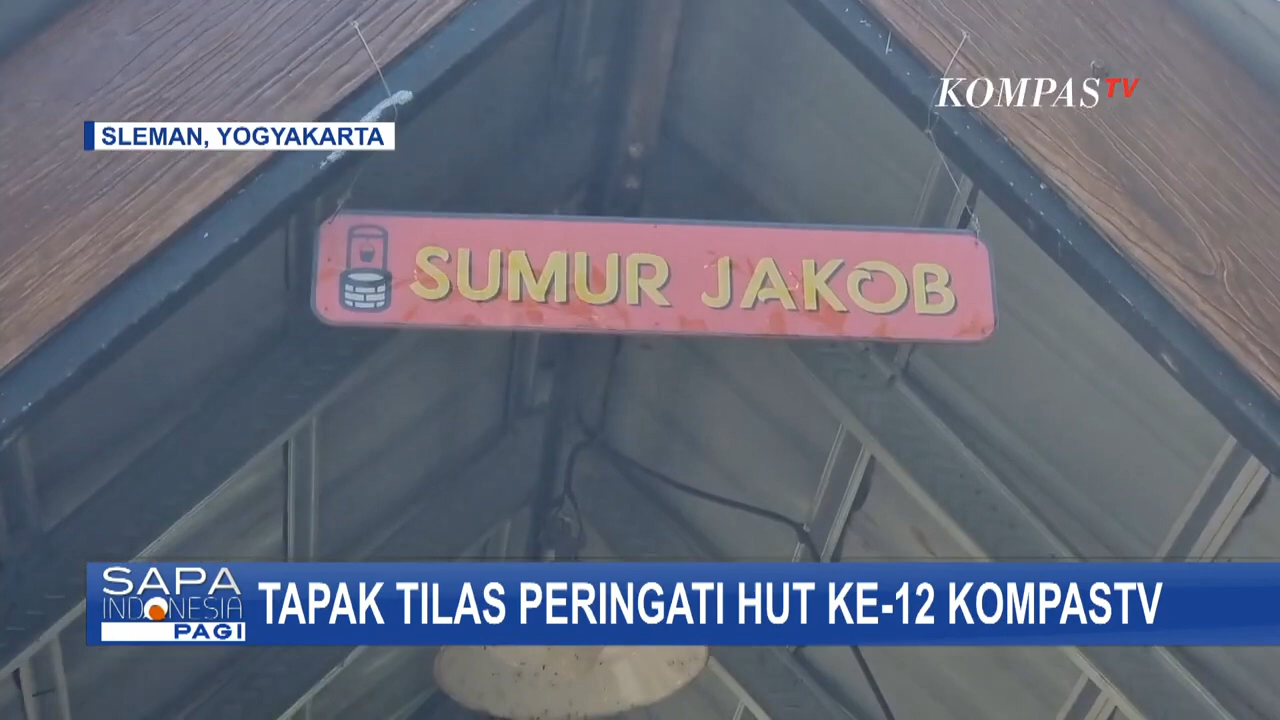 KOMPASTV
SLEMAN, YOGYAKARTA
SUMUR JAKOB
SAPA
INDONESIA
PAGI
TAPAK TILAS PERINGATI HUT KE-12 KOMPASTV